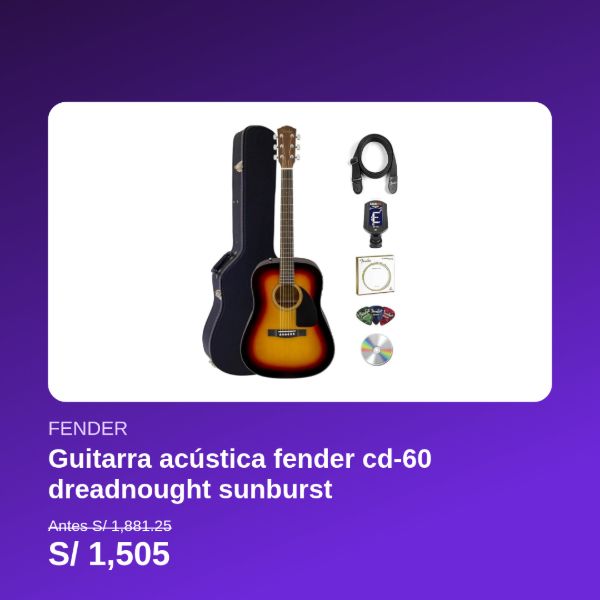 FENDER
Guitarra acústica fender cd-60
dreadnought sunburst
Antes S/ 1,881.25
S/ 1,505